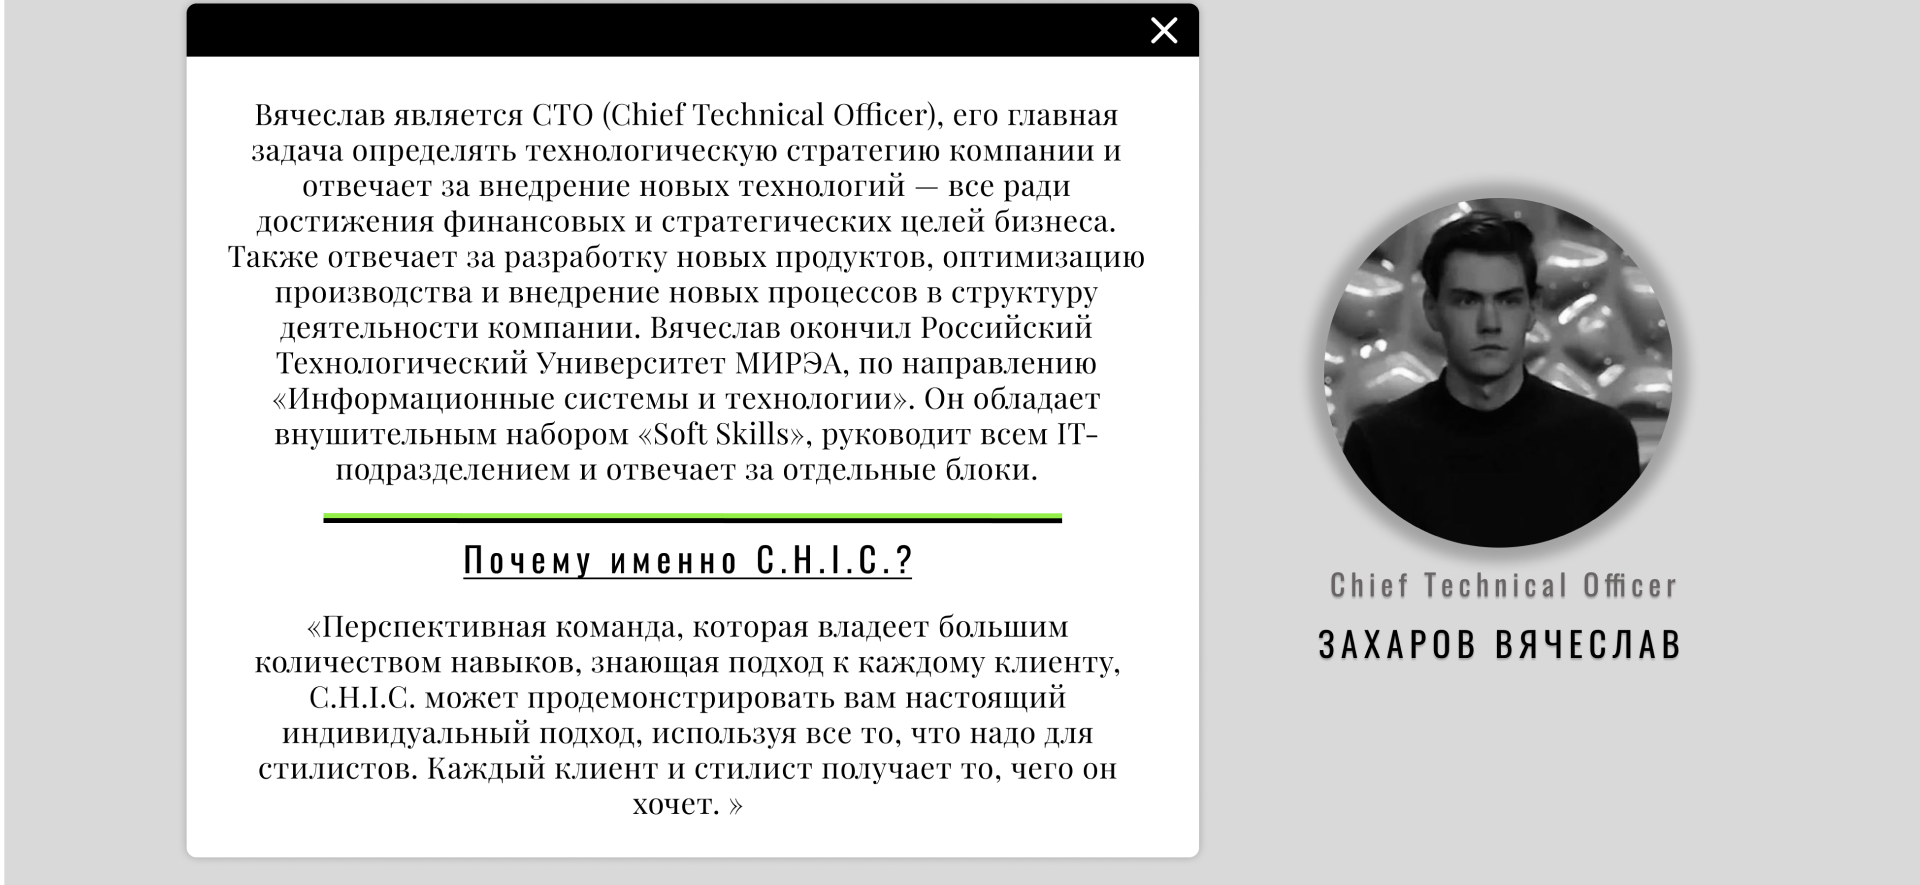 Вячеслав является СТО (Chief Technical Officer), его главная
задача определять технологическую стратегию компании и
отвечает за внедрение новых технологий — все ради
достижения финансовых и стратегических целей бизнеса.
Также отвечает за разработку новых продуктов, оптимизацию
производства и внедрение новых процессов в структуру
деятельности компании. Вячеслав окончил Российский
Технологический Университет МИРЭА, по направлению
«Информационные системы и технологии». Он обладает
внушительным набором «Soft Skills», руководит всем IT-
подразделением и отвечает за отдельные блоки.
Почему именно C.H.I.C.?
«Перспективная команда, которая владеет большим
количеством навыков, знающая подход к каждому клиенту,
C.H.I.C. может продемонстрировать вам настоящий
индивидуальный подход, используя все то, что надо для
стилистов. Каждый клиент и стилист получает то, чего он
хочет. »
Chief Technical Officer
ЗАХАРОВ ВЯЧЕСЛАВ